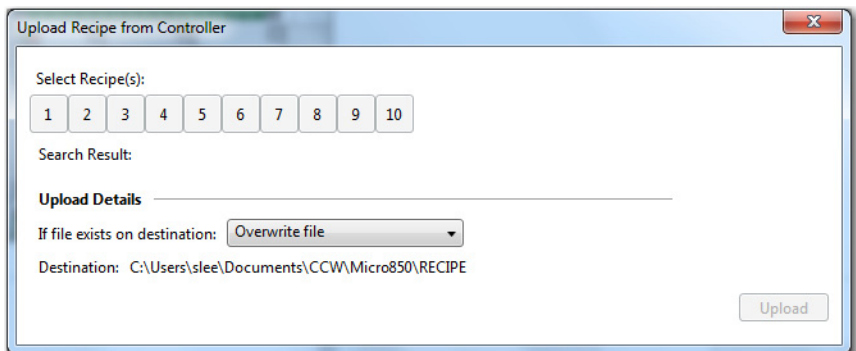 Upload Recipe from Controller
Select Recipe(s):
1 2 3 4 5 6 7 8 9 10
Search Result:
Upload Details
If file exists on destination: Overwrite file
Destination: C:\Users\slee\Documents\CCW\Micro850\RECIPE
Upload